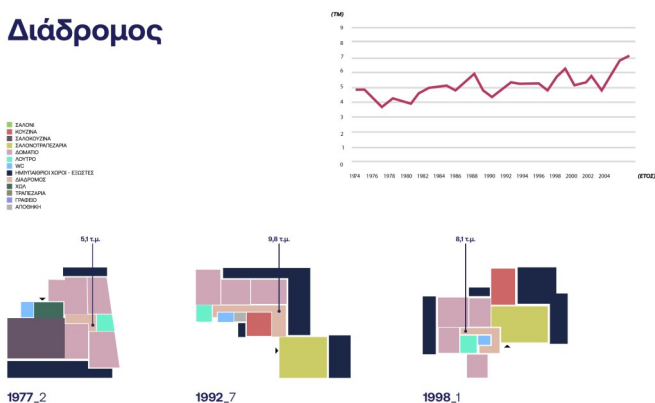 Διάδρομος
(ΤΜ)
9
8
7
6
5
4
3
2
1
0
1974 1976 1978 1980 1982 1984 1986 1988 1990 1992 1994 1996 1998 2000 2002 2004 (ΕΤΟΣ)
ΣΑΛΟΝΙ
ΚΟΥΖΙΝΑ
ΣΑΛΟΚΟΥΖΙΝΑ
ΣΑΛΟΝΟΤΡΑΠΕΖΑΡΙΑ
ΔΩΜΑΤΙΟ
ΛΟΥΤΡΟ
WC
ΗΜΙΥΠΑΙΘΡΙΟΙ ΧΩΡΟΙ - ΕΞΩΣΤΕΣ
ΔΙΑΔΡΟΜΟΣ
ΧΩΛ
ΤΡΑΠΕΖΑΡΙΑ
ΓΡΑΦΕΙΟ
ΑΠΟΘΗΚΗ
5,1 τ.μ.
9,8 τ.μ.
8,1 τ.μ.
1977_2
1992_7
1998_1